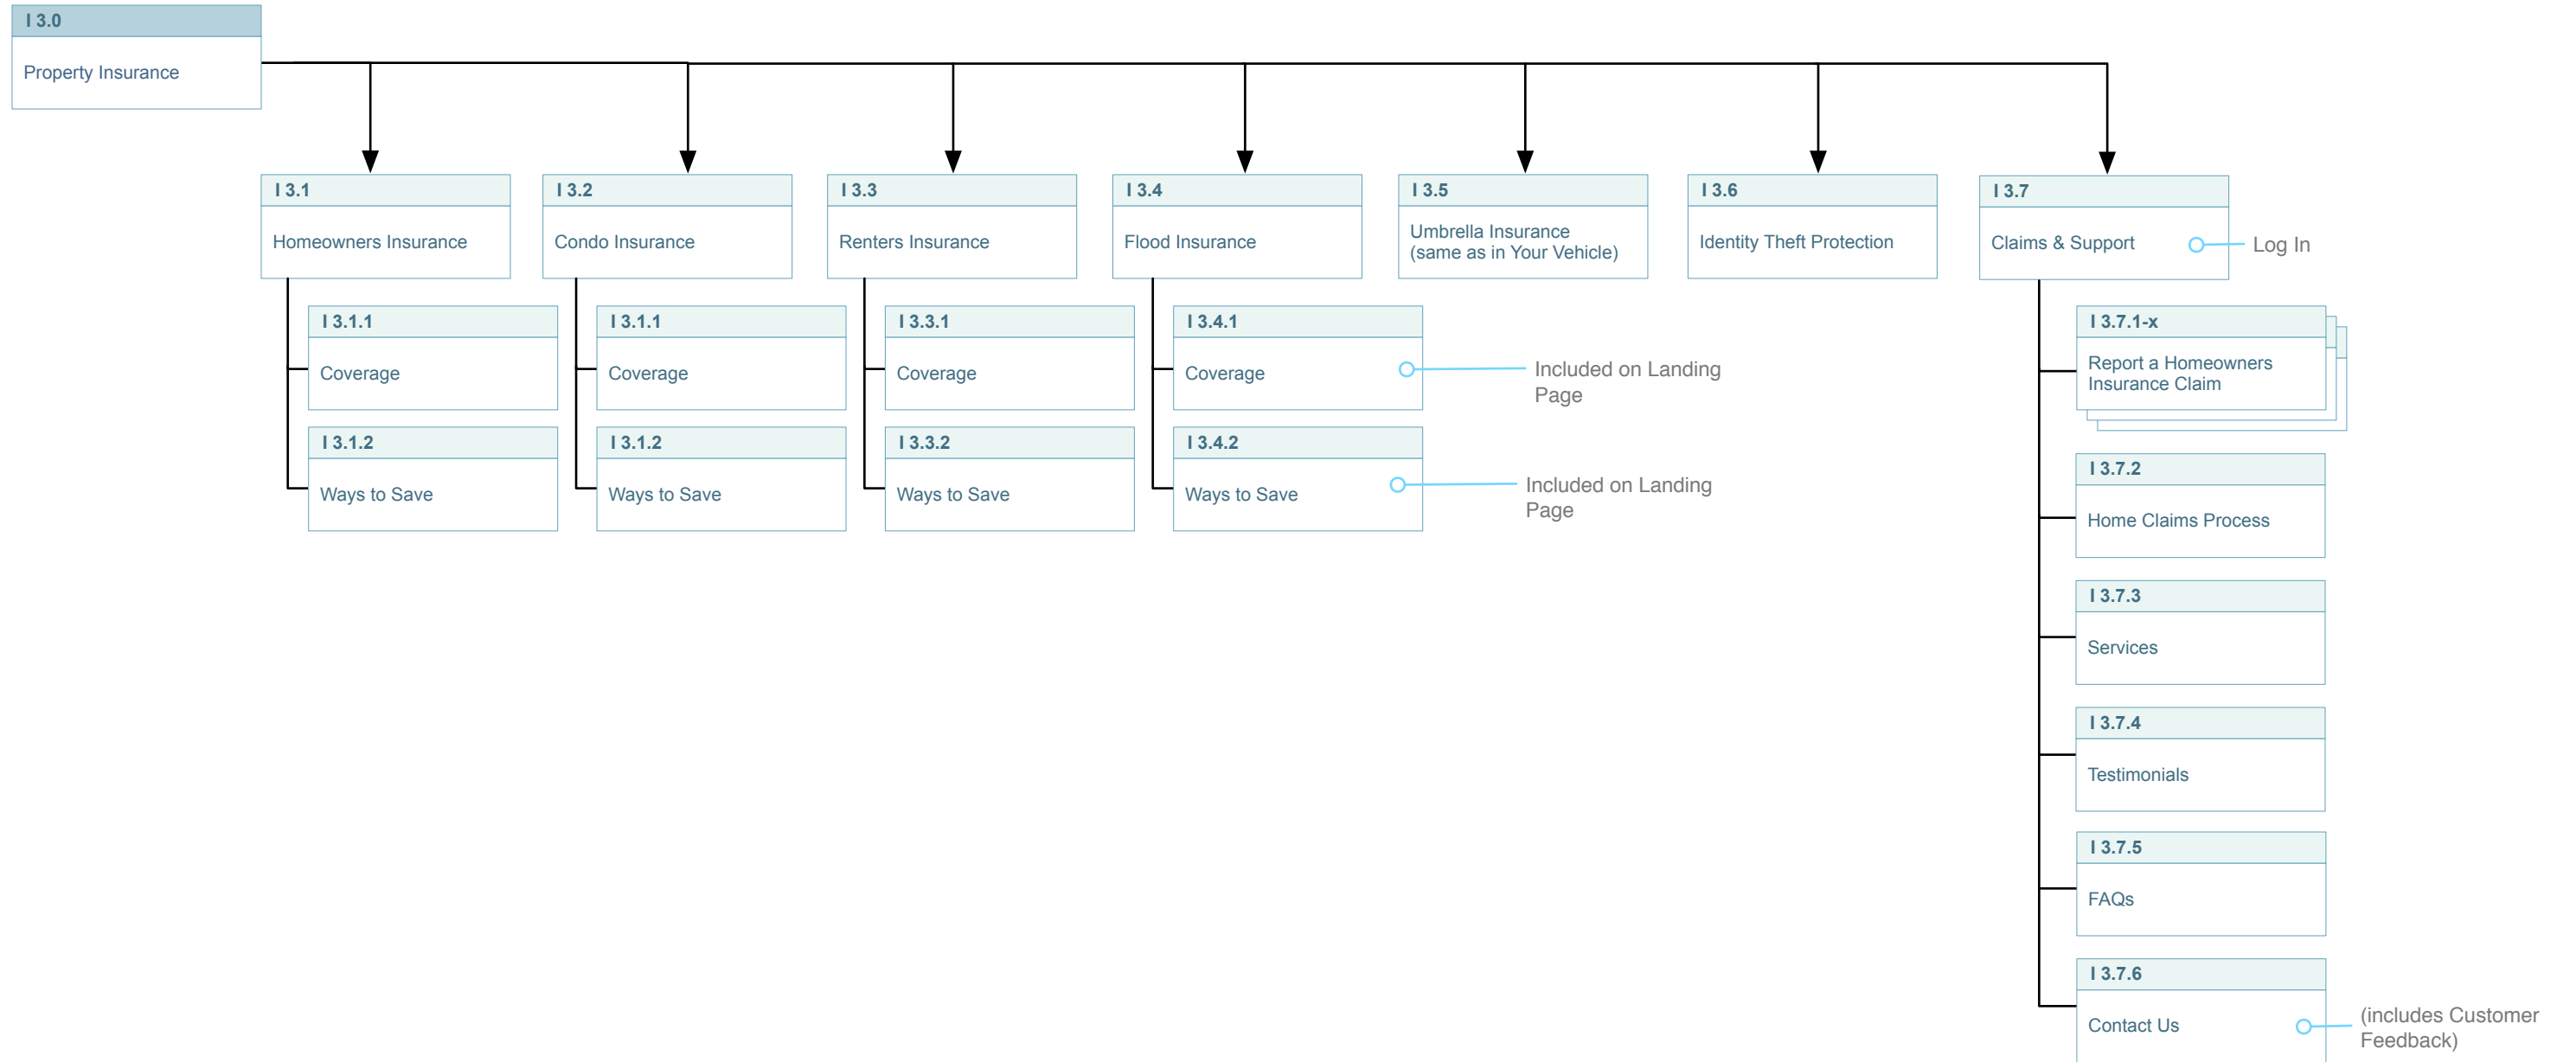 I 3.0
Property Insurance
I 3.1
Homeowners Insurance
I 3.2
Condo Insurance
I 3.3
Renters Insurance
I 3.4
Flood Insurance
I 3.5
Umbrella Insurance
(same as in Your Vehicle)
I 3.6
Identity Theft Protection
I 3.7
Claims & Support
Log In
I 3.1.1
Coverage
I 3.1.2
Ways to Save
I 3.1.1
Coverage
I 3.1.2
Ways to Save
I 3.3.1
Coverage
I 3.3.2
Ways to Save
I 3.4.1
Coverage
Included on Landing
Page
I 3.4.2
Ways to Save
Included on Landing
Page
I 3.7.1-x
Report a Homeowners
Insurance Claim
I 3.7.2
Home Claims Process
I 3.7.3
Services
I 3.7.4
Testimonials
I 3.7.5
FAQs
I 3.7.6
Contact Us
(includes Customer
Feedback)